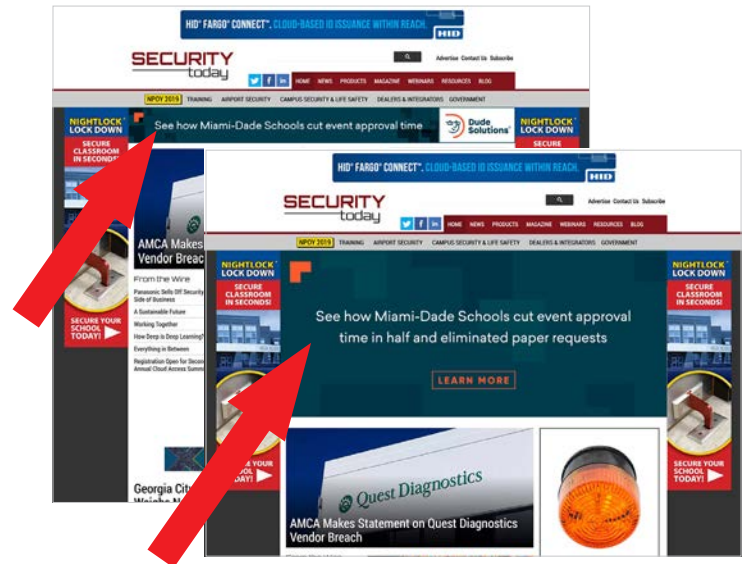 HID® FARGO® CONNECT™. CLOUD-BASED ID ISSUANCE WITHIN REACH.
HID
SECURITY
today
Advertise Contact Us Subscribe
HOME NEWS PRODUCTS MAGAZINE WEBINARS RESOURCES BLOG
NPOY 2019 TRAINING AIRPORT SECURITY CAMPUS SECURITY & LIFE SAFETY DEALERS & INTEGRATORS GOVERNMENT
NIGHTLOCK
LOCK DOWN
SECURE
CLASSROOM
IN SECONDS!
SECURE YOUR
SCHOOL
TODAY!
See how Miami-Dade Schools cut event approval time
Dude
Solutions
NIGHTLOCK
LOCK DOWN
SECURE
AMCA Makes
Vendor Breac
From the Wire
Panasonic Sells Off Security
Side of Business
A Sustainable Future
Working Together
How Deep is Deep Learning?
Everything in Between
Registration Open for Secon
Annual Cloud Access Summ
Georgia Cit
HID® FARGO® CONNECT™. CLOUD-BASED ID ISSUANCE WITHIN REACH.
HID
SECURITY
today
Advertise Contact Us Subscribe
HOME NEWS PRODUCTS MAGAZINE WEBINARS RESOURCES BLOG
NPOY 2019 TRAINING AIRPORT SECURITY CAMPUS SECURITY & LIFE SAFETY DEALERS & INTEGRATORS GOVERNMENT
NIGHTLOCK
LOCK DOWN
SECURE
CLASSROOM
IN SECONDS!
SECURE YOUR
SCHOOL
TODAY!
See how Miami-Dade Schools cut event approval
time in half and eliminated paper requests
LEARN MORE
NIGHTLOCK
LOCK DOWN
SECURE
CLASSROOM
IN SECONDS!
SECURE YOUR
SCHOOL
TODAY!
Quest Diagnostics
AMCA Makes Statement on Quest Diagnostics
Vendor Breach